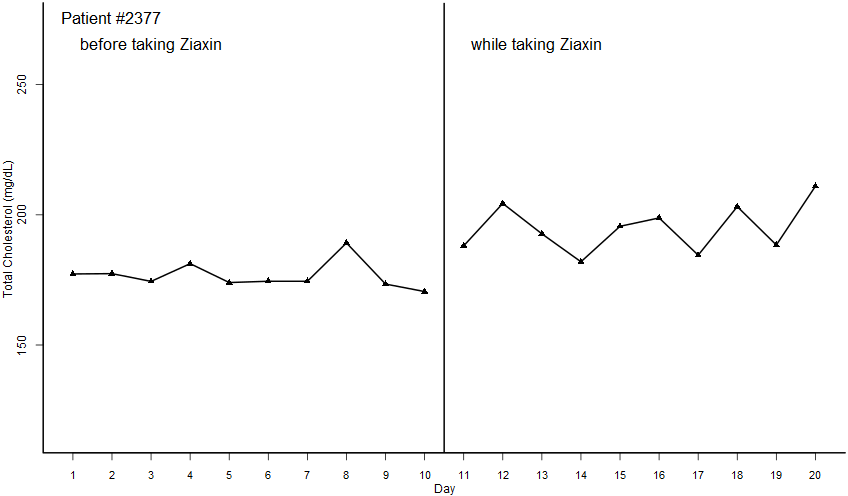 Patient #2377
before taking Ziaxin
while taking Ziaxin
Total Cholesterol (mg/dL)
250
200
150
1 2 3 4 5 6 7 8 9 10 11 12 13 14 15 16 17 18 19 20
Day